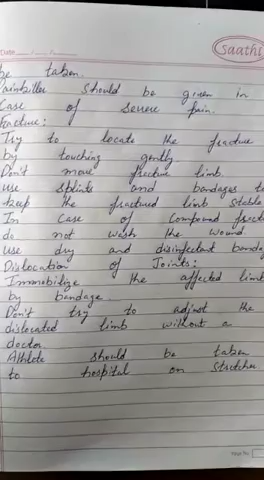 Saathi
Date
be taken.
Painkiller should be given in
Case of severe pain.
Fracture:
Try to locate the fracture
by touching gently
Don't move fracture limb.
use splints and bandages to
keep the fractured limb stable
In Case of Compound
do not wash the wound
use dry and disinfectant
Dislocation of Joints:
Immobilize the affected limb
by bandage.
Don't try to adjust the
dislocated limb without a
doctor
Athlete should be taken
to hospital on stretcher
Page No.